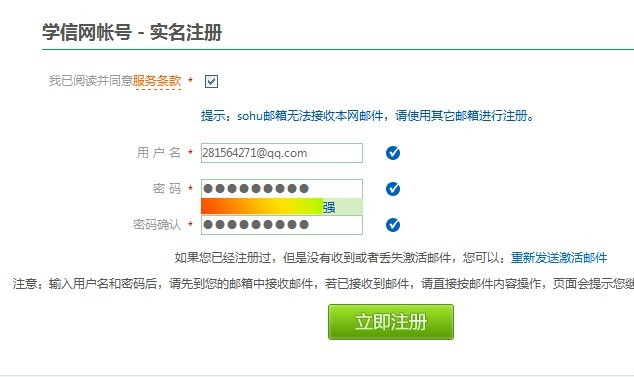 学信网帐号 - 实名注册
我已阅读并同意服务条款 *
提示：sohu邮箱无法接收本网邮件，请使用其它邮箱进行注册。
用 户 名 * 281564271@qq.com
密 码 * ●●●●●●●●●
强
密码确认 * ●●●●●●●●●
如果您已经注册过，但是没有收到或者丢失激活邮件，您可以：重新发送激活邮件
注意：输入用户名和密码后，请先到您的邮箱中接收邮件，若已接收到邮件，请直接按邮件内容操作，页面会提示您继
立即注册